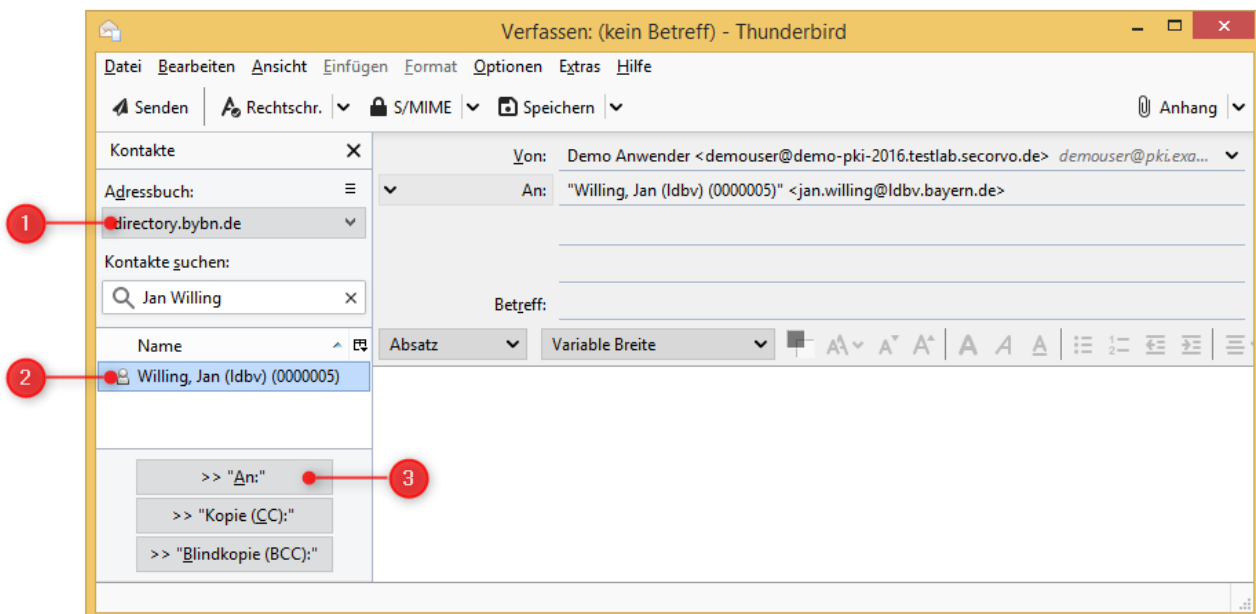 Verfassen: (kein Betreff) - Thunderbird
Datei Bearbeiten Ansicht Einfügen Format Optionen Extras Hilfe
Senden Rechtschr. S/MIME Speichern Anhang
Kontakte
Adressbuch:
1
directory.bybn.de
Kontakte suchen:
Jan Willing
Name
2
Willing, Jan (ldbv) (0000005)
>> "An:"
3
>> "Kopie (CC):"
>> "Blindkopie (BCC):"
Von: Demo Anwender <demouser@demo-pki-2016.testlab.secorvo.de> demouser@pki.exa...
An: "Willing, Jan (ldbv) (0000005)" <jan.willing@ldbv.bayern.de>
Betreff:
Absatz Variable Breite